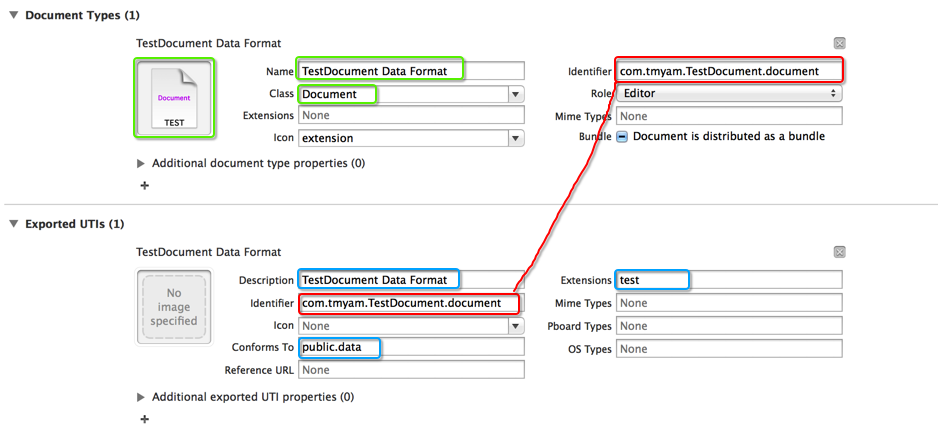 Document Types (1)
TestDocument Data Format
Document
TEST
Name TestDocument Data Format
Class Document
Extensions None
Icon extension
Identifier com.tmyam.TestDocument.document
Role Editor
Mime Types None
Bundle Document is distributed as a bundle
Additional document type properties (0)
Exported UTIs (1)
TestDocument Data Format
No
image
specified
Description TestDocument Data Format
Identifier com.tmyam.TestDocument.document
Icon None
Conforms To public.data
Reference URL None
Extensions test
Mime Types None
Pboard Types None
OS Types None
Additional exported UTI properties (0)